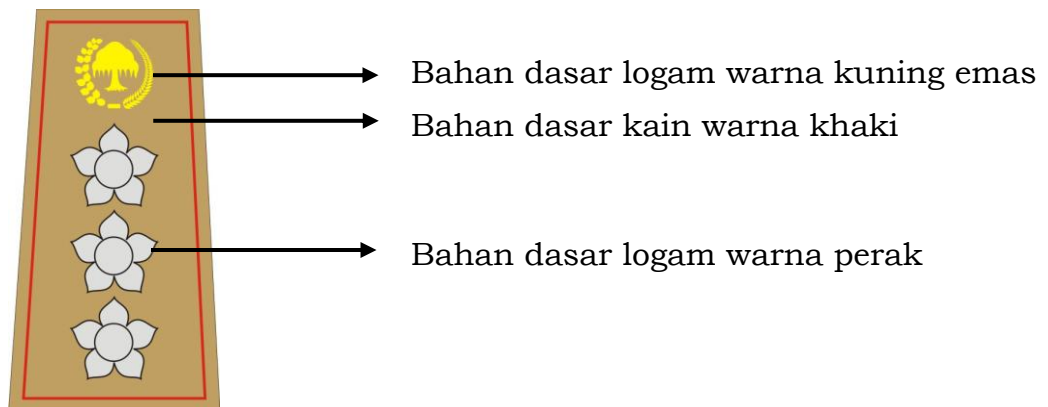 Bahan dasar logam warna kuning emas
Bahan dasar kain warna khaki
Bahan dasar logam warna perak